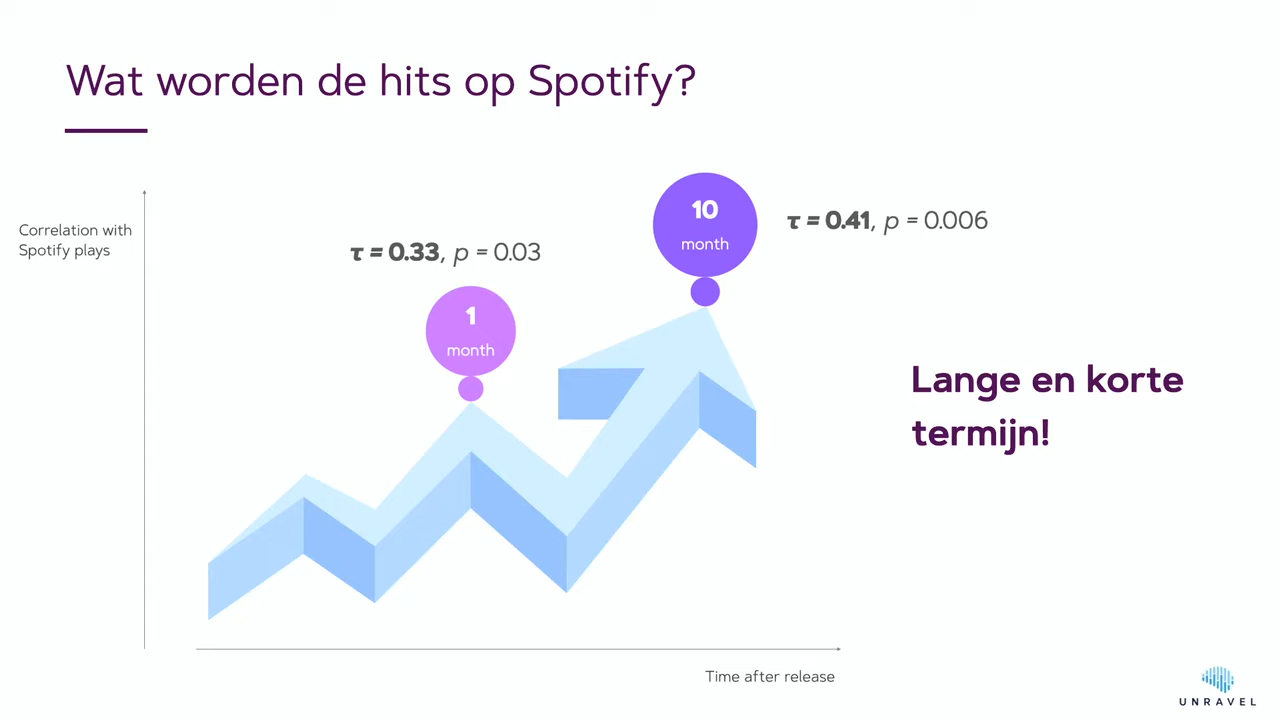 Wat worden de hits op Spotify?
Correlation with
Spotify plays
τ = 0.33, p = 0.03
1
month
10
month
τ = 0.41, p = 0.006
Lange en korte
termijn!
Time after release
UNRAVEL